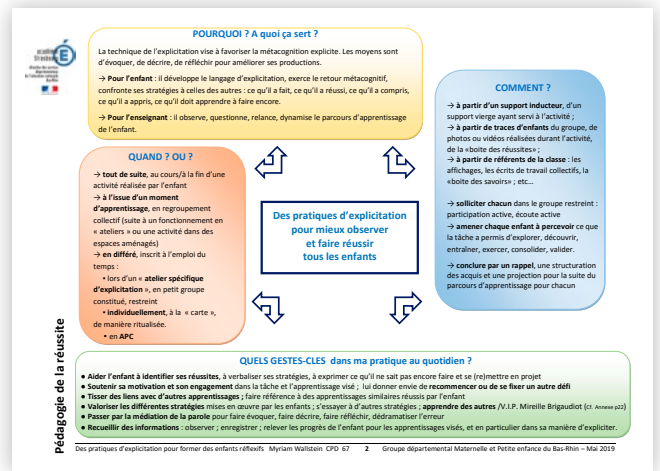 POURQUOI ? A quoi ça sert ?
La technique de l'explicitation vise à favoriser la métacognition explicite. Les moyens sont
d'évoquer, de décrire, de réfléchir pour améliorer ses productions.
→ Pour l'enfant : il développe le langage d'explicitation, exerce le retour métacognitif,
confronte ses stratégies à celles des autres : ce qu'il a fait, ce qu'il a réussi, ce qu'il a compris,
ce qu'il a appris, ce qu'il doit apprendre à faire encore.
→ Pour l'enseignant : il observe, questionne, relance, dynamise le parcours d'apprentissage
de l'enfant.
QUAND ? OU ?
→ tout de suite, au cours/à la fin d'une
activité réalisée par l'enfant
→ à l'issue d'un moment
d'apprentissage, en regroupement
collectif (suite à un fonctionnement en
« ateliers » ou une activité dans des
espaces aménagés)
→ en différé, inscrit à l'emploi du
temps :
• lors d'un « atelier spécifique
d'explicitation », en petit groupe
constitué, restreint
• individuellement, à la « carte »,
de manière ritualisée.
• en APC
COMMENT ?
→ à partir d'un support inducteur, d'un
support vierge ayant servi à l'activité ;
→ à partir de traces d'enfants du groupe, de
photos ou vidéos réalisées durant l'activité,
de la «boite des réussites» ;
→ à partir de référents de la classe : les
affichages, les écrits de travail collectifs, la
«boite des savoirs» ; etc...
→ solliciter chacun dans le groupe restreint :
participation active, écoute active
→ amener chaque enfant à percevoir ce que
la tâche a permis d'explorer, découvrir,
entraîner, exercer, consolider, valider.
→ conclure par un rappel, une structuration
des acquis et une projection pour la suite du
parcours d'apprentissage pour chacun
Des pratiques d'explicitation
pour mieux observer
et faire réussir
tous les enfants
Pédagogie de la réussite
QUELS GESTES-CLES dans ma pratique au quotidien ?
● Aider l'enfant à identifier ses réussites, à verbaliser ses stratégies, à exprimer ce qu'il ne sait pas encore faire et se (re)mettre en projet
● Soutenir sa motivation et son engagement dans la tâche et l'apprentissage visé ; lui donner envie de recommencer ou de se fixer un autre défi
● Tisser des liens avec d'autres apprentissages ; faire référence à des apprentissages similaires réussis par l'enfant
● Valoriser les différentes stratégies mises en œuvre par les enfants ; s'essayer à d'autres stratégies ; apprendre des autres /V.I.P. Mireille Brigaudiot (Cf. Annexe p22)
● Passer par la médiation de la parole pour faire évoquer, faire décrire, faire réfléchir, dédramatiser l'erreur
● Recueillir des informations : observer ; enregistrer ; relever les progrès de l'enfant pour les apprentissages visés, et en particulier dans sa manière d'expliciter.
Des pratiques d'explicitation pour former des enfants réflexifs Myriam Wallstein CPD 67 2 Groupe départemental Maternelle et Petite enfance du Bas-Rhin – Mai 2019